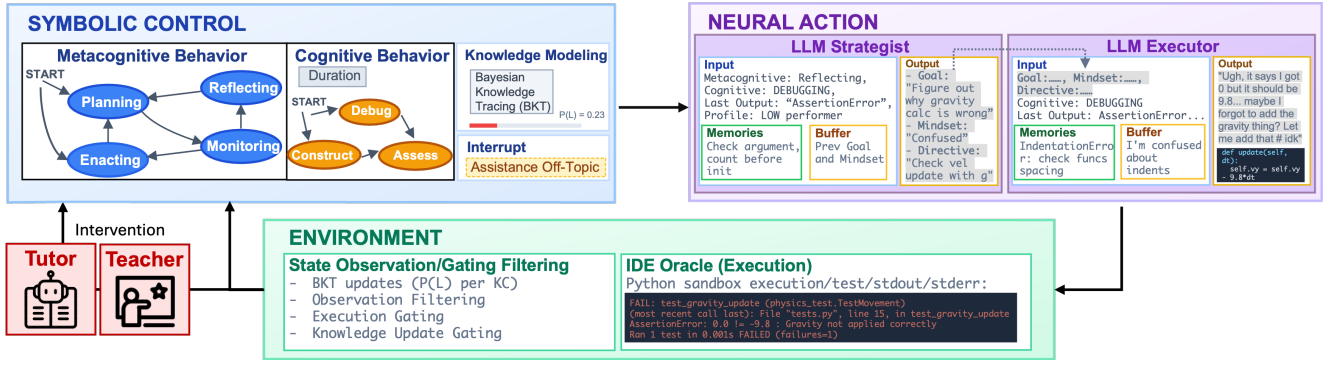 SYMBOLIC CONTROL
Metacognitive Behavior
START
Planning
Reflecting
Enacting
Monitoring
Cognitive Behavior
Duration
START
Debug
Construct
Assess
Knowledge Modeling
Bayesian
Knowledge
Tracing (BKT)
P(L) = 0.23
Interrupt
Assistance Off-Topic
NEURAL ACTION
LLM Strategist
Input
Metacognitive: Reflecting,
Cognitive: DEBUGGING,
Last Output: “AssertionError”,
Profile: LOW performer
Memories
Check argument,
count before
init
Buffer
Prev Goal
and Mindset
Output
- Goal:
"Figure out
why gravity
calc is wrong”
- Mindset:
"Confused”
- Directive:
"Check vel
update with g”
LLM Executor
Input
Goal:……, Mindset:……,
Directive:……
Cognitive: DEBUGGING
Last Output: AssertionError...
Memories
IndentationErro
r: check funcs
spacing
Buffer
I'm confused
about
indents
Output
"Ugh, it says I got
0 but it should be
9.8... maybe I
forgot to add the
gravity thing? Let
me add that # idk"
def update(self,
dt):
self.vy = self.vy
- 9.8*dt
Intervention
Tutor
Teacher
ENVIRONMENT
State Observation/Gating Filtering
- BKT updates (P(L) per KC)
- Observation Filtering
- Execution Gating
- Knowledge Update Gating
IDE Oracle (Execution)
Python sandbox execution/test/stdout/stderr:
FAIL: test_gravity_update (physics_test.TestMovement)
(most recent call last): File "tests.py", line 15, in test_gravity_update
AssertionError: 0.0 != -9.8 : Gravity not applied correctly
Ran 1 test in 0.001s FAILED (failures=1)